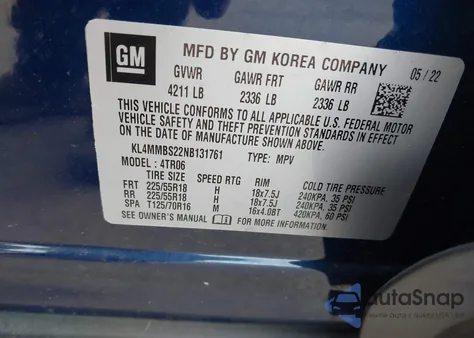 GM
MFD BY GM KOREA COMPANY 05/22
GVWR GAWR FRT GAWR RR
4211 LB 2336 LB 2336 LB
THIS VEHICLE CONFORMS TO ALL APPLICABLE U.S. FEDERAL MOTOR
VEHICLE SAFETY AND THEFT PREVENTION STANDARDS IN EFFECT
ON THE DATE OF MANUFACTURE SHOWN ABOVE.
KL4MMBS22NB131761 TYPE: MPV
MODEL: 4TR06
TIRE SIZE SPEED RTG RIM COLD TIRE PRESSURE
FRT 225/55R18 H 18x7.5J 240KPA, 35 PSI
RR 225/55R18 H 18x7.5J 240KPA, 35 PSI
SPA T125/70R16 M 16x4.0BT 420KPA, 60 PSI
SEE OWNER'S MANUAL FOR MORE INFORMATION
AutaSnap